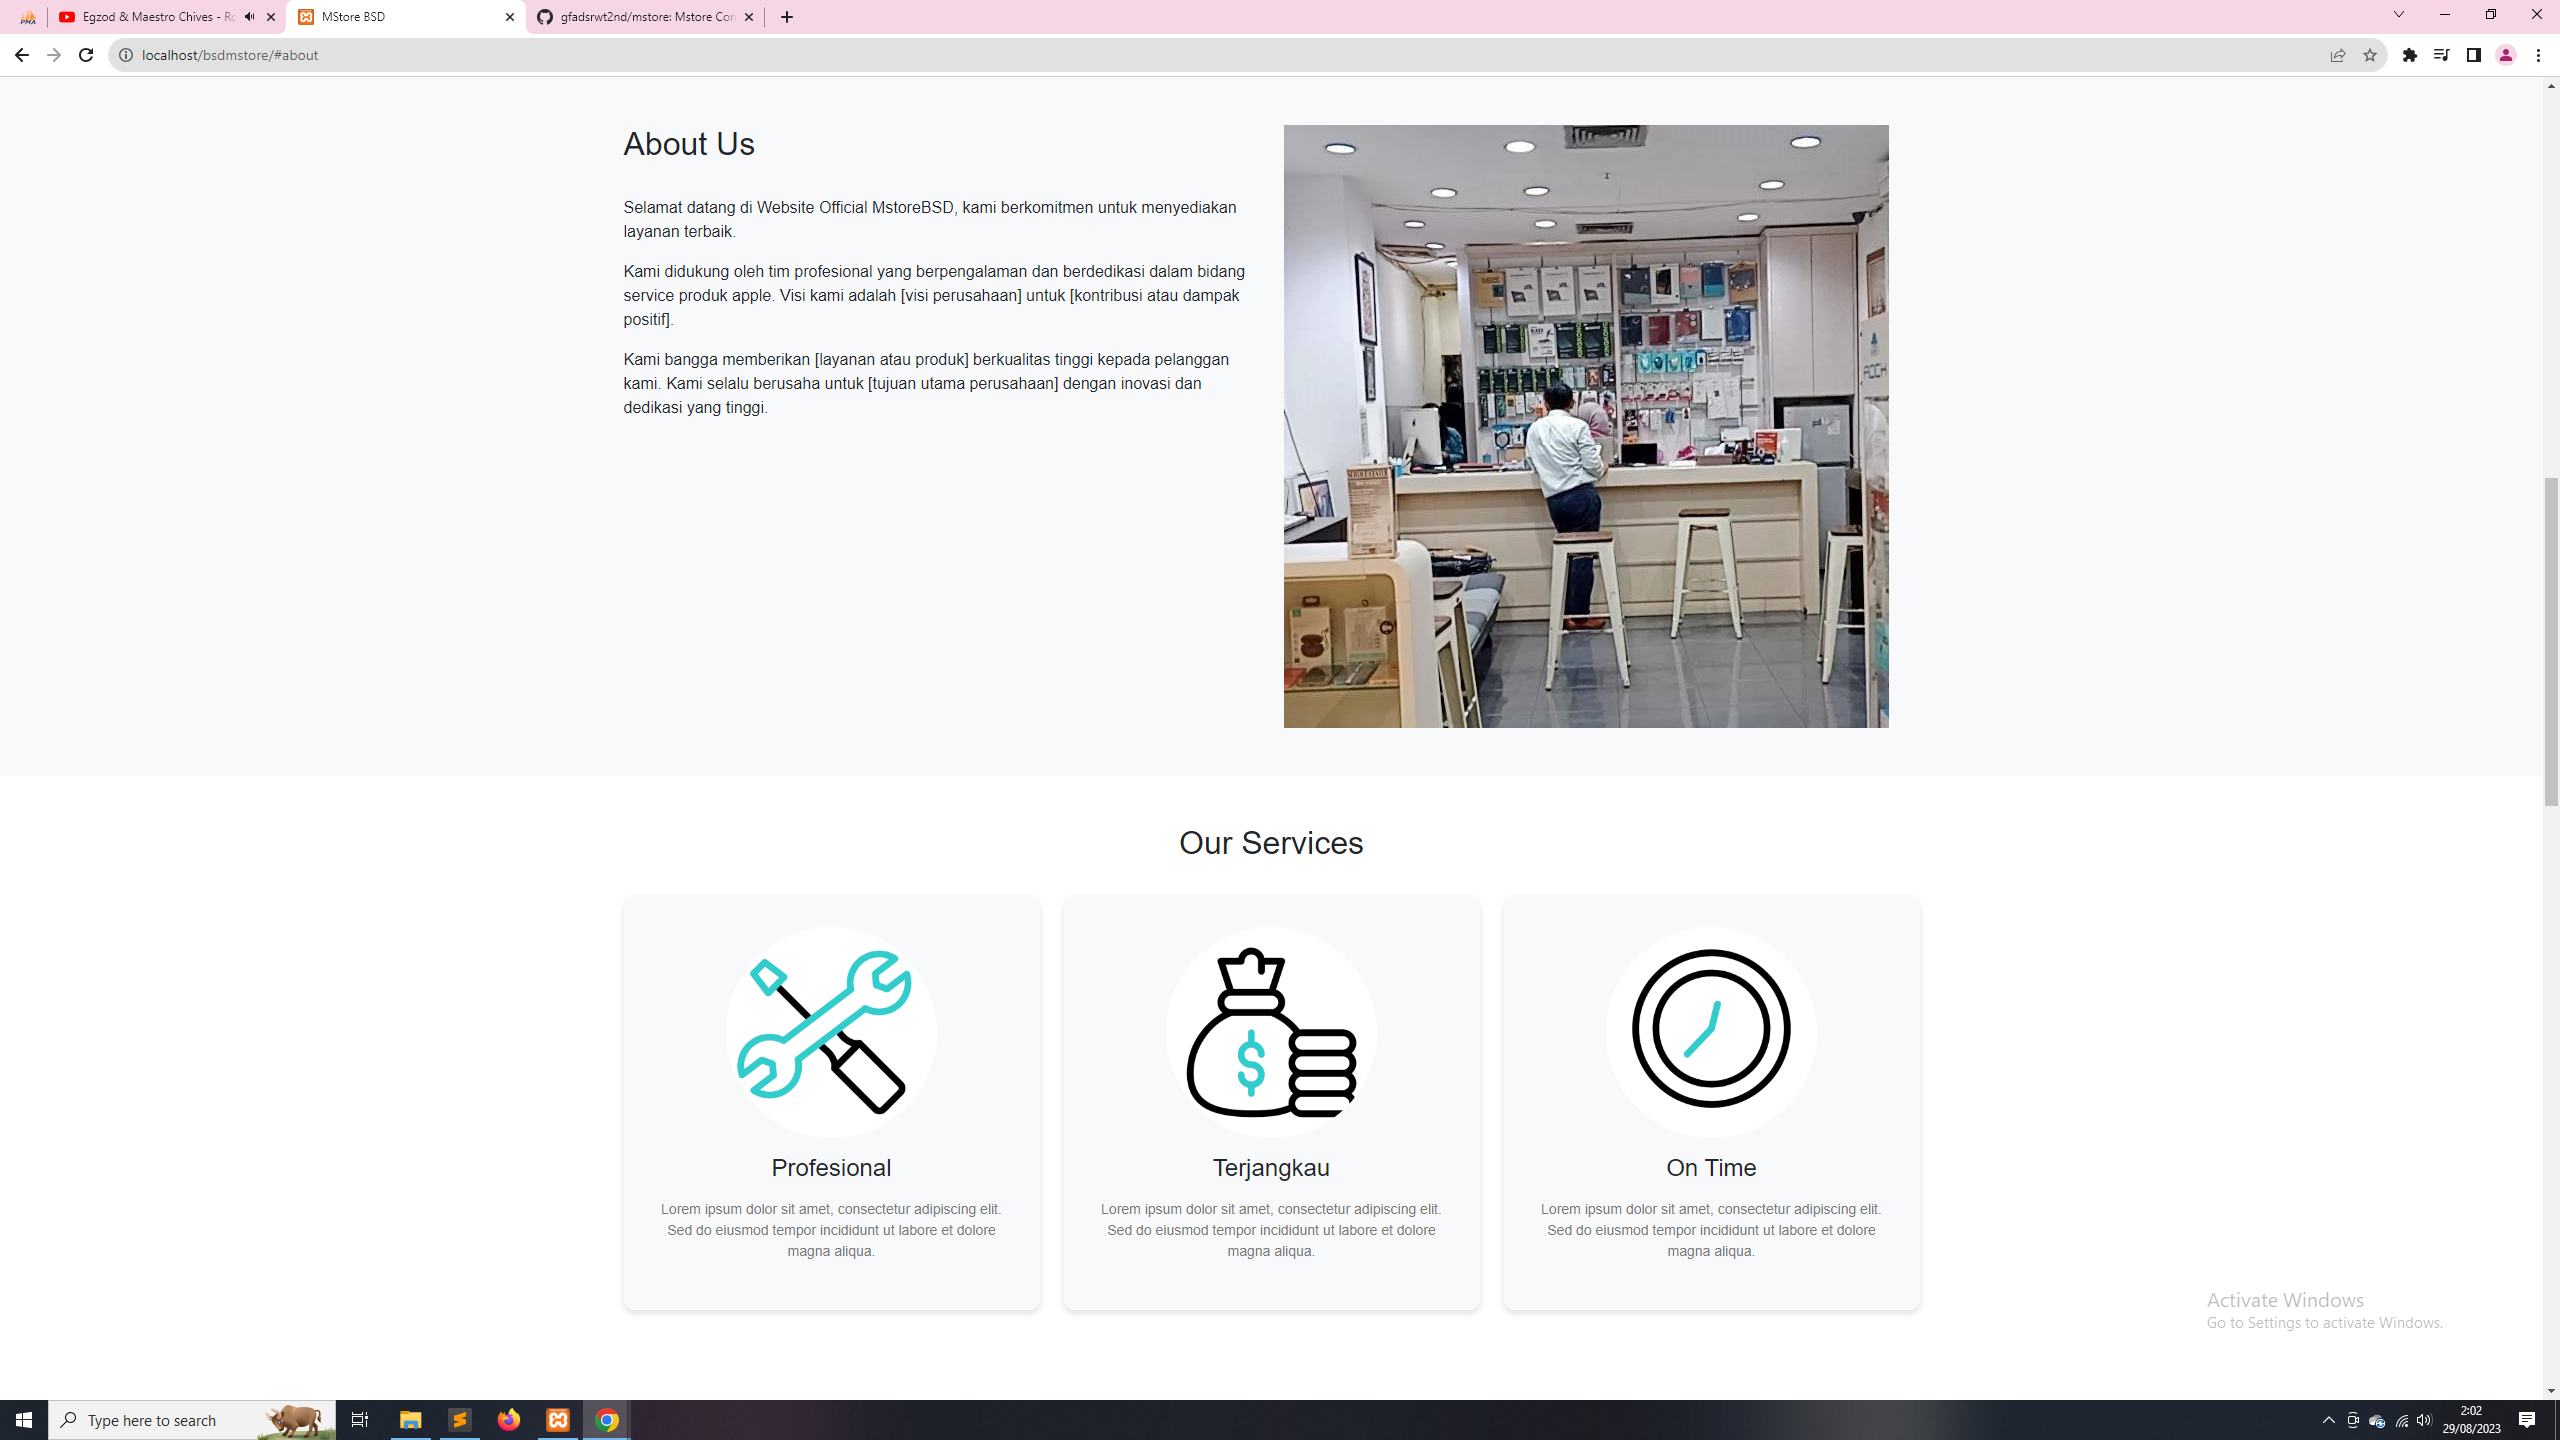 Egzod & Maestro Chives - Ro
MStore BSD
gfadsrwt2nd/mstore: Mstore Con
localhost/bsdmstore/#about
About Us
Selamat datang di Website Official MstoreBSD, kami berkomitmen untuk menyediakan
layanan terbaik.
Kami didukung oleh tim profesional yang berpengalaman dan berdedikasi dalam bidang
service produk apple. Visi kami adalah [visi perusahaan] untuk [kontribusi atau dampak
positif].
Kami bangga memberikan [layanan atau produk] berkualitas tinggi kepada pelanggan
kami. Kami selalu berusaha untuk [tujuan utama perusahaan] dengan inovasi dan
dedikasi yang tinggi.
Our Services
Profesional
Lorem ipsum dolor sit amet, consectetur adipiscing elit.
Sed do eiusmod tempor incididunt ut labore et dolore
magna aliqua.
Terjangkau
Lorem ipsum dolor sit amet, consectetur adipiscing elit.
Sed do eiusmod tempor incididunt ut labore et dolore
magna aliqua.
On Time
Lorem ipsum dolor sit amet, consectetur adipiscing elit.
Sed do eiusmod tempor incididunt ut labore et dolore
magna aliqua.
Activate Windows
Go to Settings to activate Windows.
Type here to search
2:02
29/08/2023